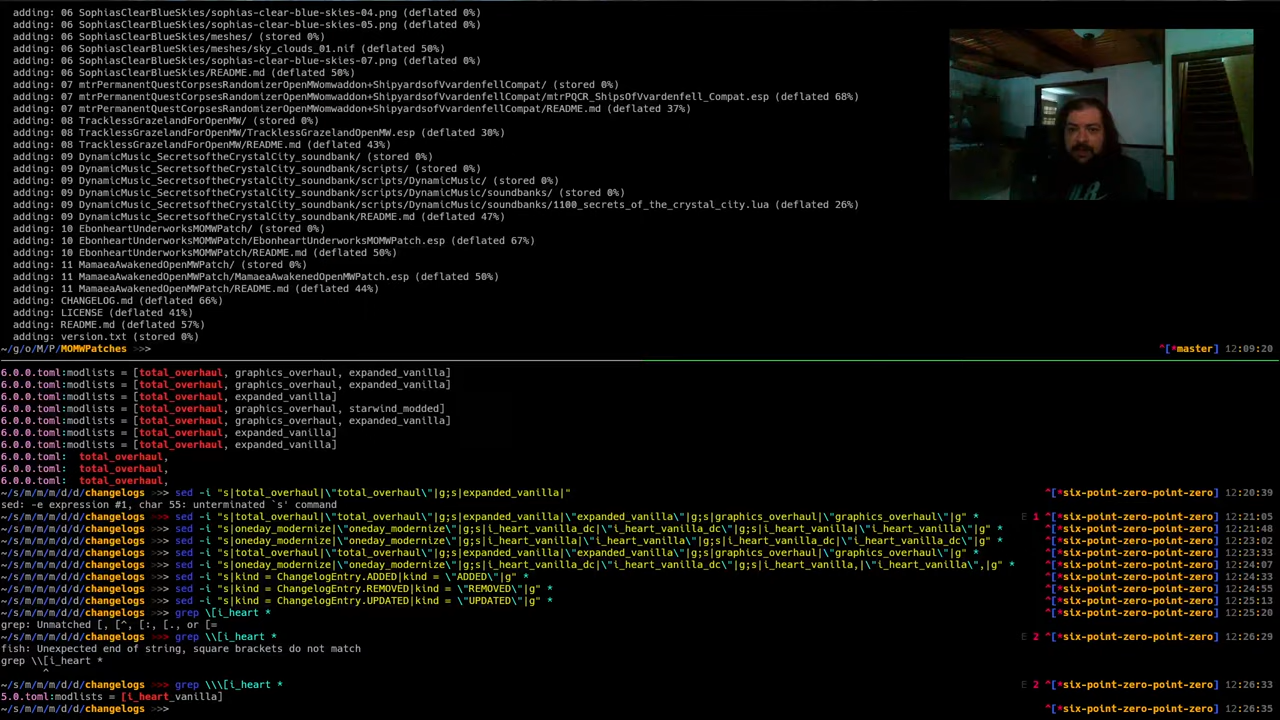 adding: 06 SophiasClearBlueSkies/sophias-clear-blue-skies-04.png (deflated 0%)
adding: 06 SophiasClearBlueSkies/sophias-clear-blue-skies-05.png (deflated 0%)
adding: 06 SophiasClearBlueSkies/meshes/ (stored 0%)
adding: 06 SophiasClearBlueSkies/meshes/sky_clouds_01.nif (deflated 50%)
adding: 06 SophiasClearBlueSkies/sophias-clear-blue-skies-07.png (deflated 0%)
adding: 06 SophiasClearBlueSkies/README.md (deflated 50%)
adding: 07 mtrPermanentQuestCorpsesRandomizerOpenMWomwaddon+ShipyardsofVvardenfellCompat/ (stored 0%)
adding: 07 mtrPermanentQuestCorpsesRandomizerOpenMWomwaddon+ShipyardsofVvardenfellCompat/mtrPQCR_ShipsOfVvardenfell_Compat.esp (deflated 68%)
adding: 07 mtrPermanentQuestCorpsesRandomizerOpenMWomwaddon+ShipyardsofVvardenfellCompat/README.md (deflated 37%)
adding: 08 TracklessGrazelandForOpenMW/ (stored 0%)
adding: 08 TracklessGrazelandForOpenMW/TracklessGrazelandOpenMW.esp (deflated 30%)
adding: 08 TracklessGrazelandForOpenMW/README.md (deflated 43%)
adding: 09 DynamicMusic_SecretsoftheCrystalCity_soundbank/ (stored 0%)
adding: 09 DynamicMusic_SecretsoftheCrystalCity_soundbank/scripts/ (stored 0%)
adding: 09 DynamicMusic_SecretsoftheCrystalCity_soundbank/scripts/DynamicMusic/ (stored 0%)
adding: 09 DynamicMusic_SecretsoftheCrystalCity_soundbank/scripts/DynamicMusic/soundbanks/ (stored 0%)
adding: 09 DynamicMusic_SecretsoftheCrystalCity_soundbank/scripts/DynamicMusic/soundbanks/1100_secrets_of_the_crystal_city.lua (deflated 26%)
adding: 09 DynamicMusic_SecretsoftheCrystalCity_soundbank/README.md (deflated 47%)
adding: 10 EbonheartUnderworksMOMWPatch/ (stored 0%)
adding: 10 EbonheartUnderworksMOMWPatch/EbonheartUnderworksMOMWPatch.esp (deflated 67%)
adding: 10 EbonheartUnderworksMOMWPatch/README.md (deflated 50%)
adding: 11 MamaeaAwakenedOpenMWPatch/ (stored 0%)
adding: 11 MamaeaAwakenedOpenMWPatch/MamaeaAwakenedOpenMWPatch.esp (deflated 50%)
adding: 11 MamaeaAwakenedOpenMWPatch/README.md (deflated 44%)
adding: CHANGELOG.md (deflated 66%)
adding: LICENSE (deflated 41%)
adding: README.md (deflated 57%)
adding: version.txt (stored 0%)
~/g/o/M/P/MOMWPatches >>> ^[*master] 12:09:20
6.0.0.toml:modlists = [total_overhaul, graphics_overhaul, expanded_vanilla]
6.0.0.toml:modlists = [total_overhaul, graphics_overhaul, expanded_vanilla]
6.0.0.toml:modlists = [total_overhaul, expanded_vanilla]
6.0.0.toml:modlists = [total_overhaul, graphics_overhaul, starwind_modded]
6.0.0.toml:modlists = [total_overhaul, graphics_overhaul, expanded_vanilla]
6.0.0.toml:modlists = [total_overhaul, expanded_vanilla]
6.0.0.toml:modlists = [total_overhaul, expanded_vanilla]
6.0.0.toml:  total_overhaul,
6.0.0.toml:  total_overhaul,
6.0.0.toml:  total_overhaul,
~/s/m/m/m/d/d/changelogs >>> sed -i "s|total_overhaul|\"total_overhaul\"|g;s|expanded_vanilla|" ^[*six-point-zero-point-zero] 12:20:39
sed: -e expression #1, char 55: unterminated `s' command
~/s/m/m/m/d/d/changelogs >>> sed -i "s|total_overhaul|\"total_overhaul\"|g;s|expanded_vanilla|\"expanded_vanilla\"|g;s|graphics_overhaul|\"graphics_overhaul\"|g" * E 1 ^[*six-point-zero-point-zero] 12:21:05
~/s/m/m/m/d/d/changelogs >>> sed -i "s|oneday_modernize|\"oneday_modernize\"|g;s|i_heart_vanilla_dc|\"i_heart_vanilla_dc\"|g;s|i_heart_vanilla|\"i_heart_vanilla\"|g" * ^[*six-point-zero-point-zero] 12:21:48
~/s/m/m/m/d/d/changelogs >>> sed -i "s|oneday_modernize|\"oneday_modernize\"|g;s|i_heart_vanilla|\"i_heart_vanilla\"|g;s|i_heart_vanilla_dc|\"i_heart_vanilla_dc\"|g" * ^[*six-point-zero-point-zero] 12:23:02
~/s/m/m/m/d/d/changelogs >>> sed -i "s|total_overhaul|\"total_overhaul\"|g;s|expanded_vanilla|\"expanded_vanilla\"|g;s|graphics_overhaul|\"graphics_overhaul\"|g" * ^[*six-point-zero-point-zero] 12:23:33
~/s/m/m/m/d/d/changelogs >>> sed -i "s|oneday_modernize|\"oneday_modernize\"|g;s|i_heart_vanilla_dc|\"i_heart_vanilla_dc\"|g;s|i_heart_vanilla,|\"i_heart_vanilla\",|g" * ^[*six-point-zero-point-zero] 12:24:07
~/s/m/m/m/d/d/changelogs >>> sed -i "s|kind = ChangelogEntry.ADDED|kind = \"ADDED\"|g" * ^[*six-point-zero-point-zero] 12:24:33
~/s/m/m/m/d/d/changelogs >>> sed -i "s|kind = ChangelogEntry.REMOVED|kind = \"REMOVED\"|g" * ^[*six-point-zero-point-zero] 12:24:55
~/s/m/m/m/d/d/changelogs >>> sed -i "s|kind = ChangelogEntry.UPDATED|kind = \"UPDATED\"|g" * ^[*six-point-zero-point-zero] 12:25:13
~/s/m/m/m/d/d/changelogs >>> grep \[i_heart * ^[*six-point-zero-point-zero] 12:25:20
grep: Unmatched [, [^, [:, [., or [=
~/s/m/m/m/d/d/changelogs >>> grep \\[i_heart * E 2 ^[*six-point-zero-point-zero] 12:26:29
fish: Unexpected end of string, square brackets do not match
grep \\[i_heart *
^
~/s/m/m/m/d/d/changelogs >>> grep \\\[i_heart * E 2 ^[*six-point-zero-point-zero] 12:26:33
5.0.toml:modlists = [i_heart_vanilla]
~/s/m/m/m/d/d/changelogs >>> ^[*six-point-zero-point-zero] 12:26:35